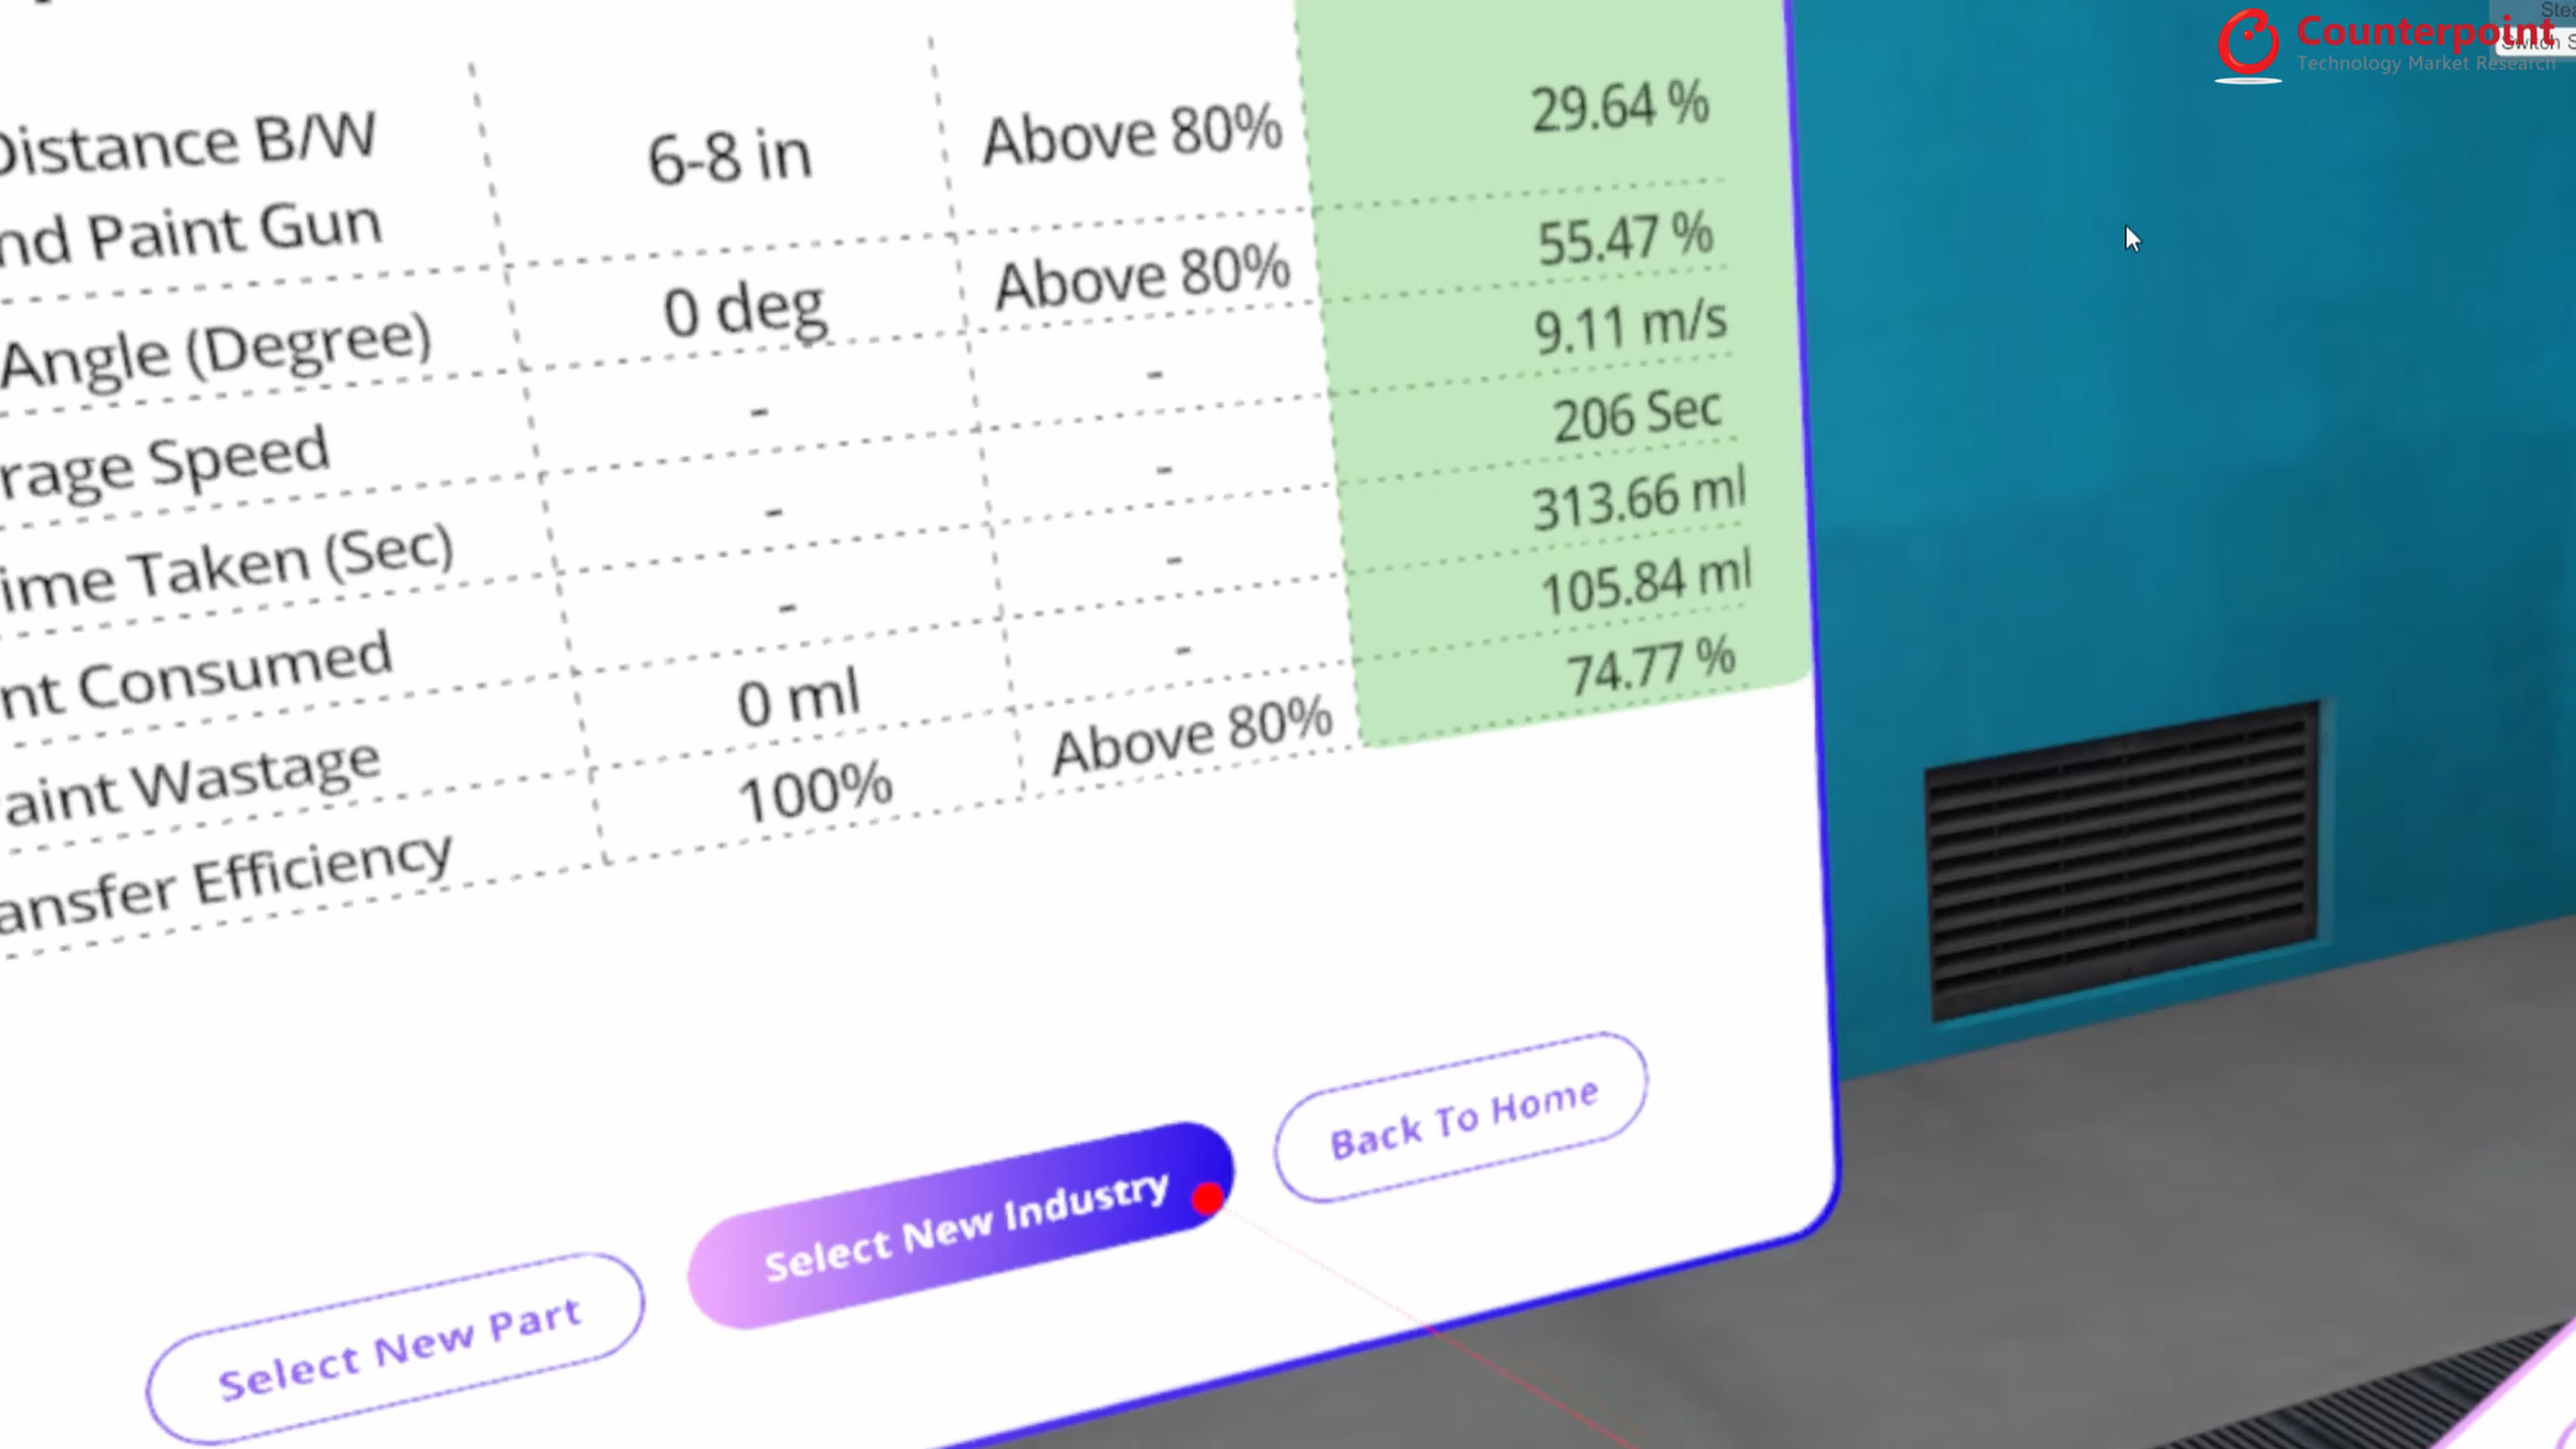 Counterpoint
Technology Market Research
Distance B/W
nd Paint Gun
6-8 in
Above 80%
29.64 %
Angle (Degree)
0 deg
Above 80%
55.47 %
rage Speed
-
-
9.11 m/s
ime Taken (Sec)
-
-
206 Sec
nt Consumed
-
-
313.66 ml
aint Wastage
0 ml
-
105.84 ml
ansfer Efficiency
100%
Above 80%
74.77 %
Select New Part
Select New Industry
Back To Home